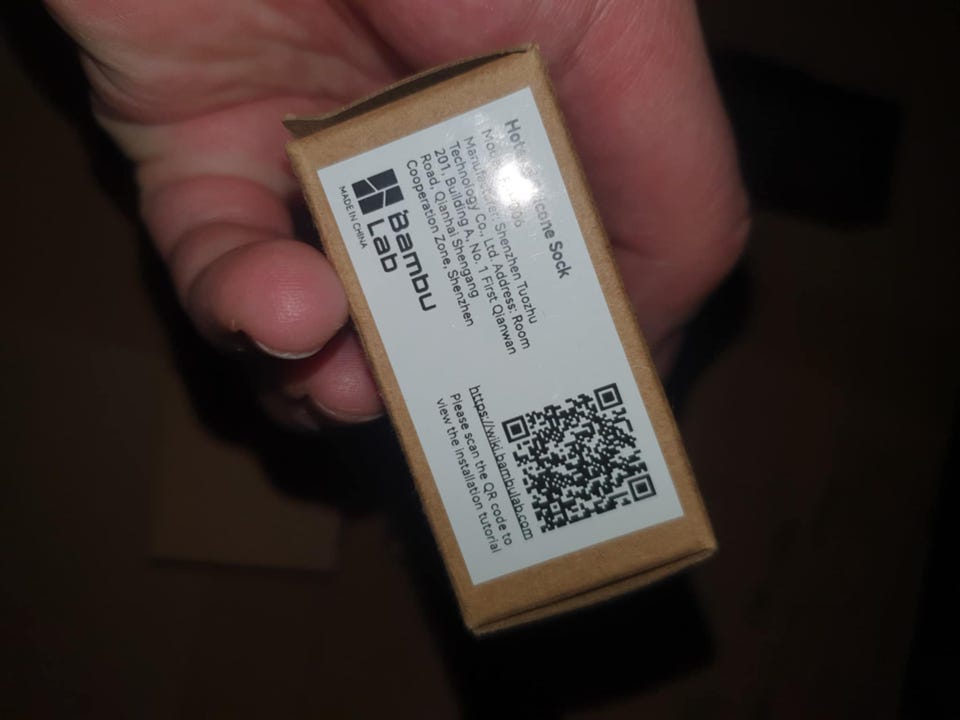 Sock
Manufacturer: Shenzhen Tuozhu
Technology Co., Ltd. Address: Room
201, Building A, No. 1 First Qianwan
Road, Qianhai Shengang
Cooperation Zone, Shenzhen
Bambu
Lab
MADE IN CHINA
https://wiki.bambulab.com
Please scan the QR code to
view the installation tutorial